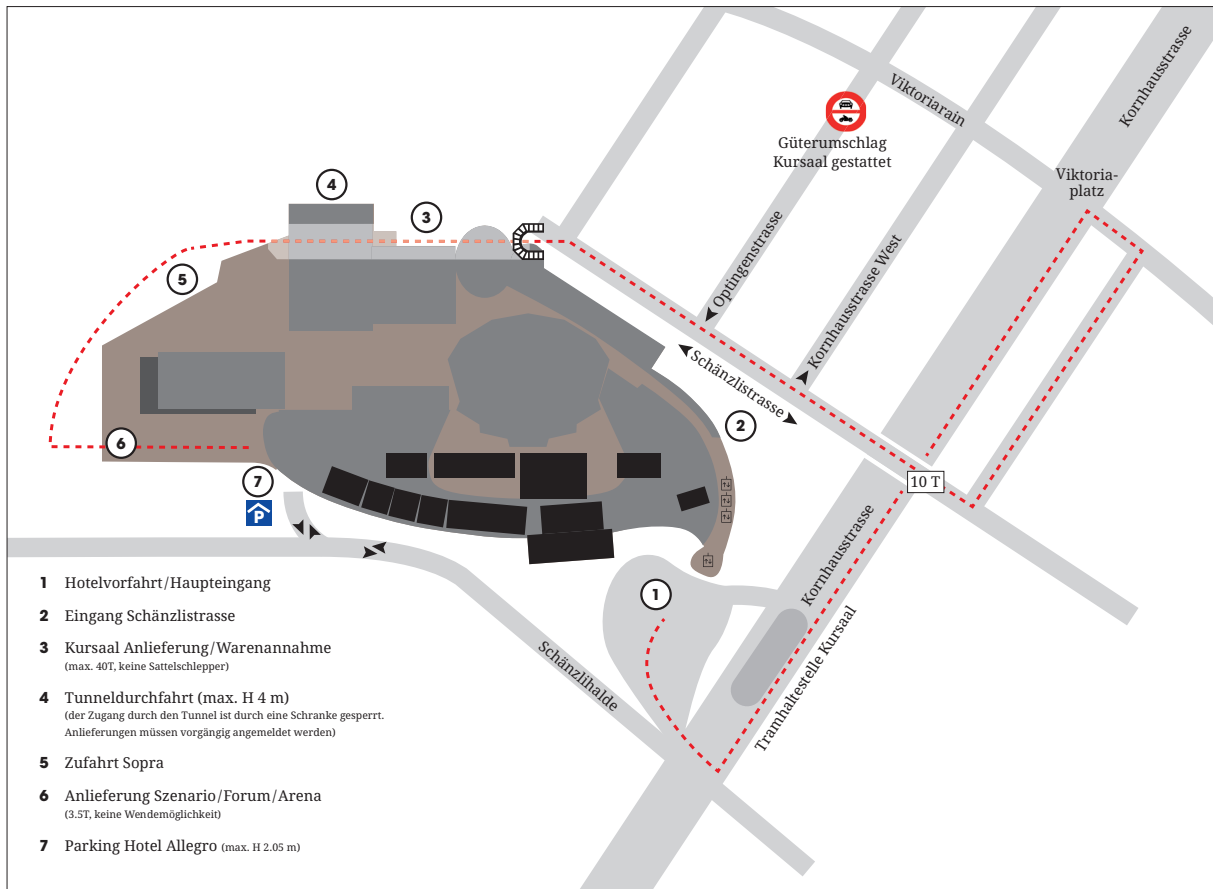 Kornhausstrasse
Viktoriarain
Güterumschlag
Kursaal gestattet
Viktoria-
platz
4
3
Optingenstrasse
Kornhausstrasse West
5
Schänzlistrasse
2
6
7
P
10 T
Kornhausstrasse
1
Tramhaltestelle Kursaal
Schänzlihalde
1 Hotelvorfahrt/Haupteingang
2 Eingang Schänzlistrasse
3 Kursaal Anlieferung/Warenannahme
(max. 40T, keine Sattelschlepper)
4 Tunneldurchfahrt (max. H 4 m)
(der Zugang durch den Tunnel ist durch eine Schranke gesperrt.
Anlieferungen müssen vorgängig angemeldet werden)
5 Zufahrt Sopra
6 Anlieferung Szenario/Forum/Arena
(3.5T, keine Wendemöglichkeit)
7 Parking Hotel Allegro (max. H 2.05 m)